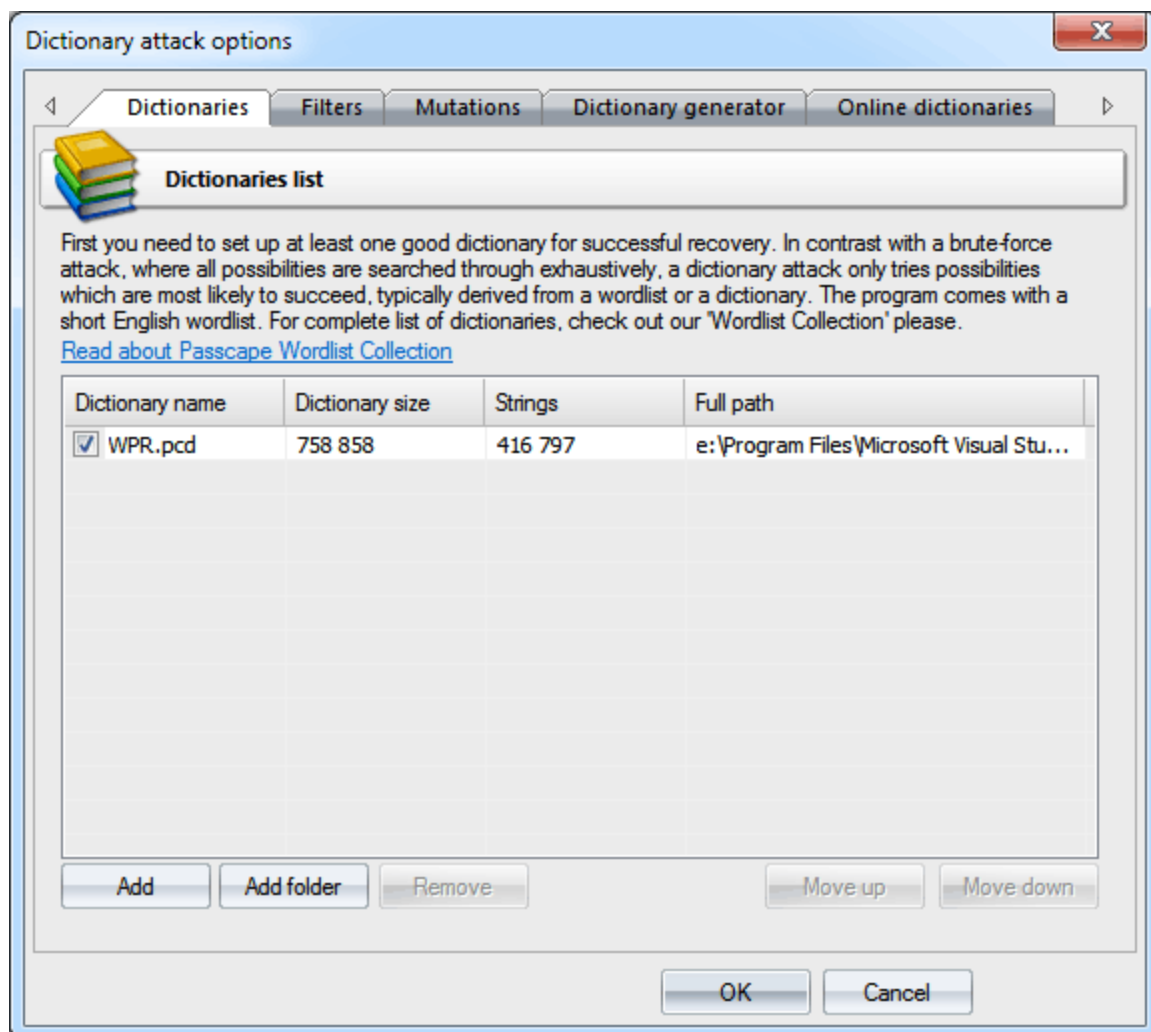 Dictionary attack options
Dictionaries Filters Mutations Dictionary generator Online dictionaries
Dictionaries list
First you need to set up at least one good dictionary for successful recovery. In contrast with a brute-force
attack, where all possibilities are searched through exhaustively, a dictionary attack only tries possibilities
which are most likely to succeed, typically derived from a wordlist or a dictionary. The program comes with a
short English wordlist. For complete list of dictionaries, check out our 'Wordlist Collection' please.
Read about Passcape Wordlist Collection
Dictionary name Dictionary size Strings Full path
WPR.pcd 758 858 416 797 e:\Program Files\Microsoft Visual Stu...
Add Add folder Remove Move up Move down
OK Cancel